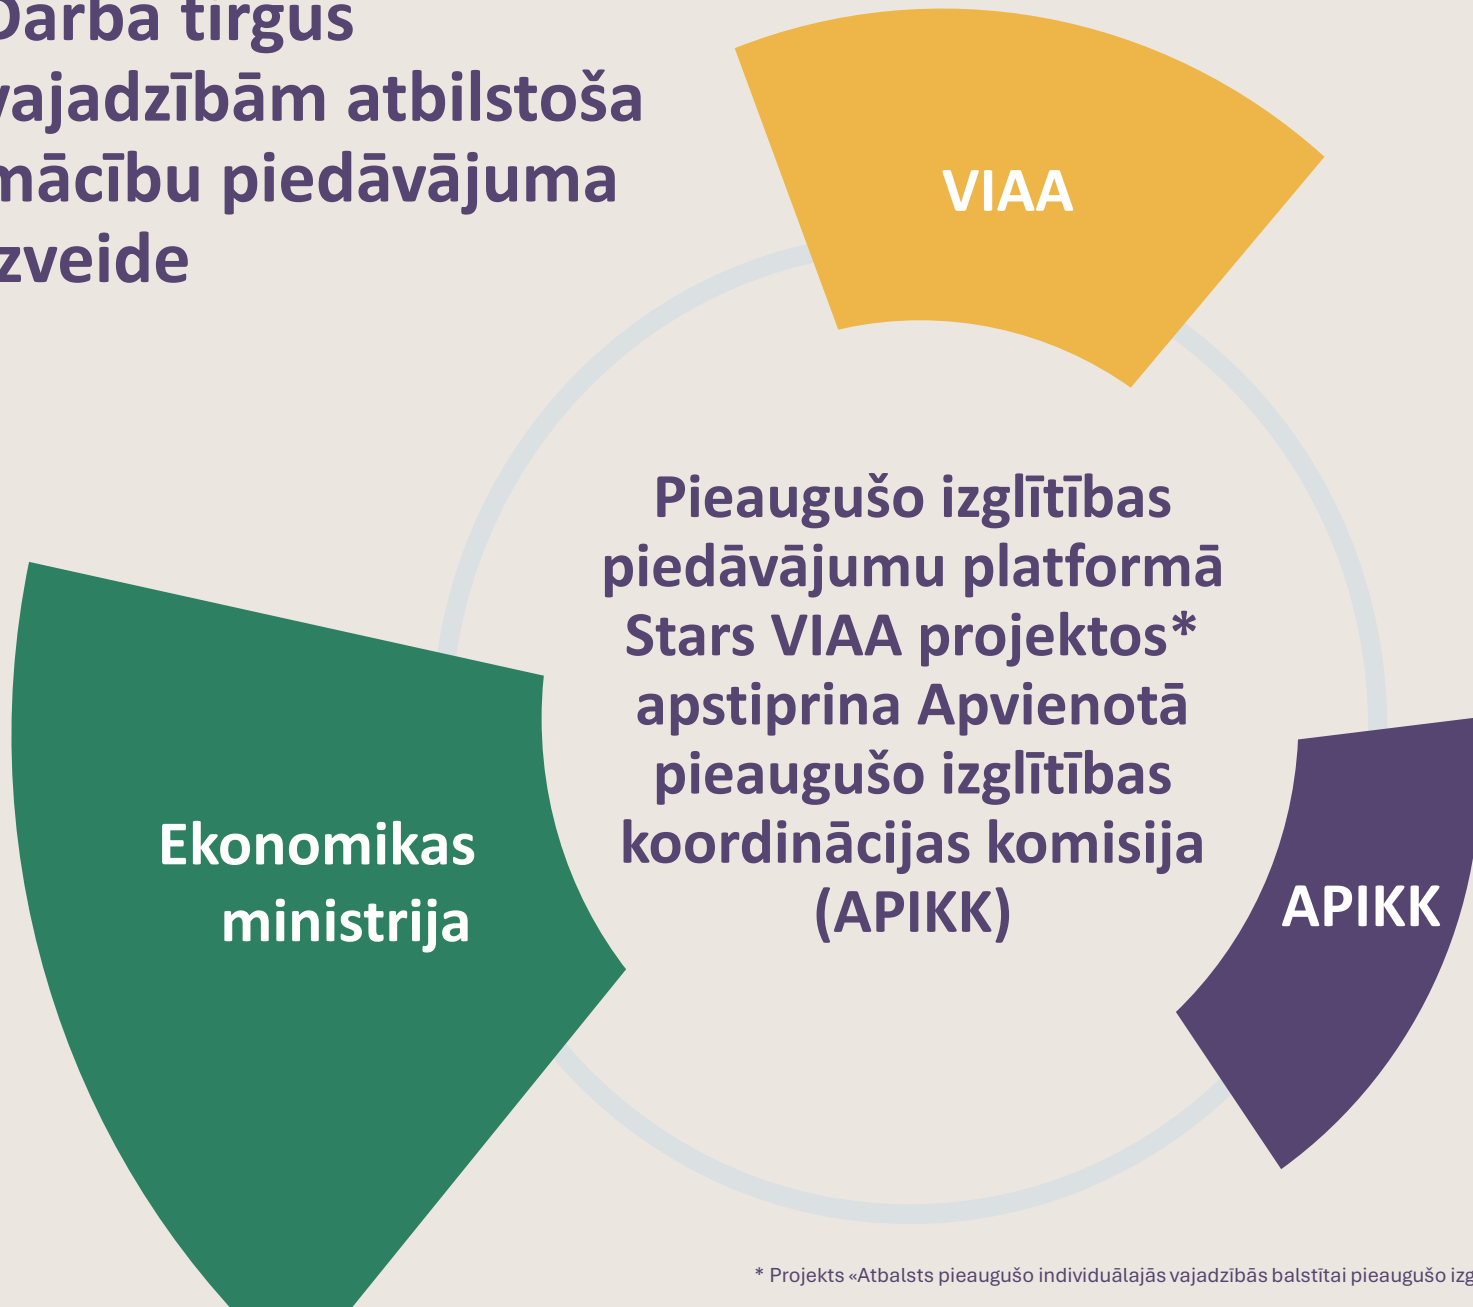 Darba tirgus
vajadzībām atbilstoša
mācību piedāvājuma
izveide
VIAA
Pieaugušo izglītības
piedāvājumu platformā
Stars VIAA projektos*
apstiprina Apvienotā
pieaugušo izglītības
koordinācijas komisija
(APIKK)
Ekonomikas
ministrija
APIKK
* Projekts «Atbalsts pieaugušo individuālajās vajadzībās balstītai pieaugušo izg